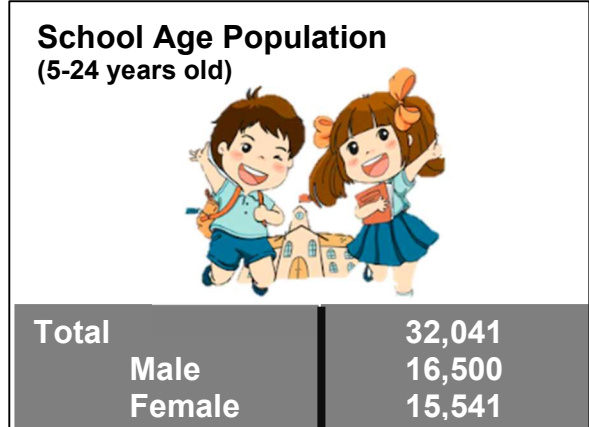 School Age Population
(5-24 years old)
Total 32,041
Male 16,500
Female 15,541